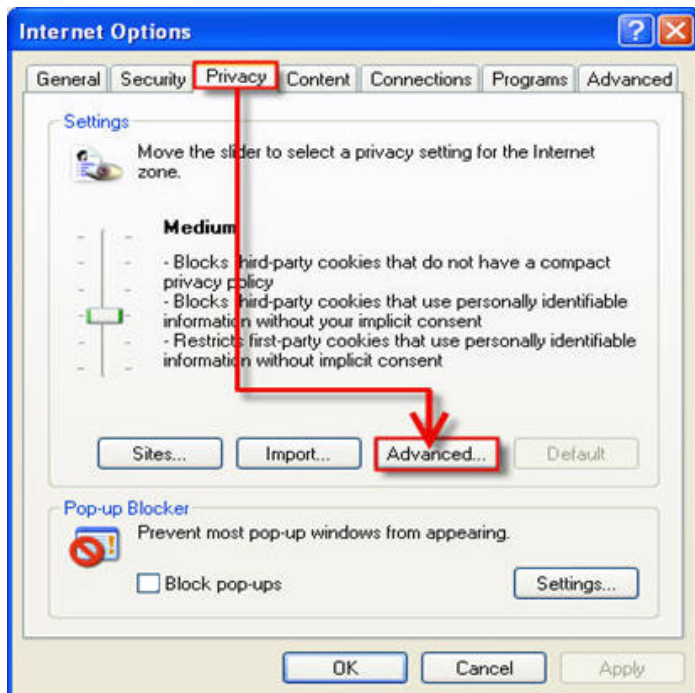 Internet Options
General Security Privacy Content Connections Programs Advanced
Settings
Move the slider to select a privacy setting for the Internet
zone.
Medium
- Blocks third-party cookies that do not have a compact
privacy policy
- Blocks third-party cookies that use personally identifiable
information without your implicit consent
- Restricts first-party cookies that use personally identifiable
information without implicit consent
Sites... Import... Advanced... Default
Pop-up Blocker
Prevent most pop-up windows from appearing.
Block pop-ups Settings...
OK Cancel Apply